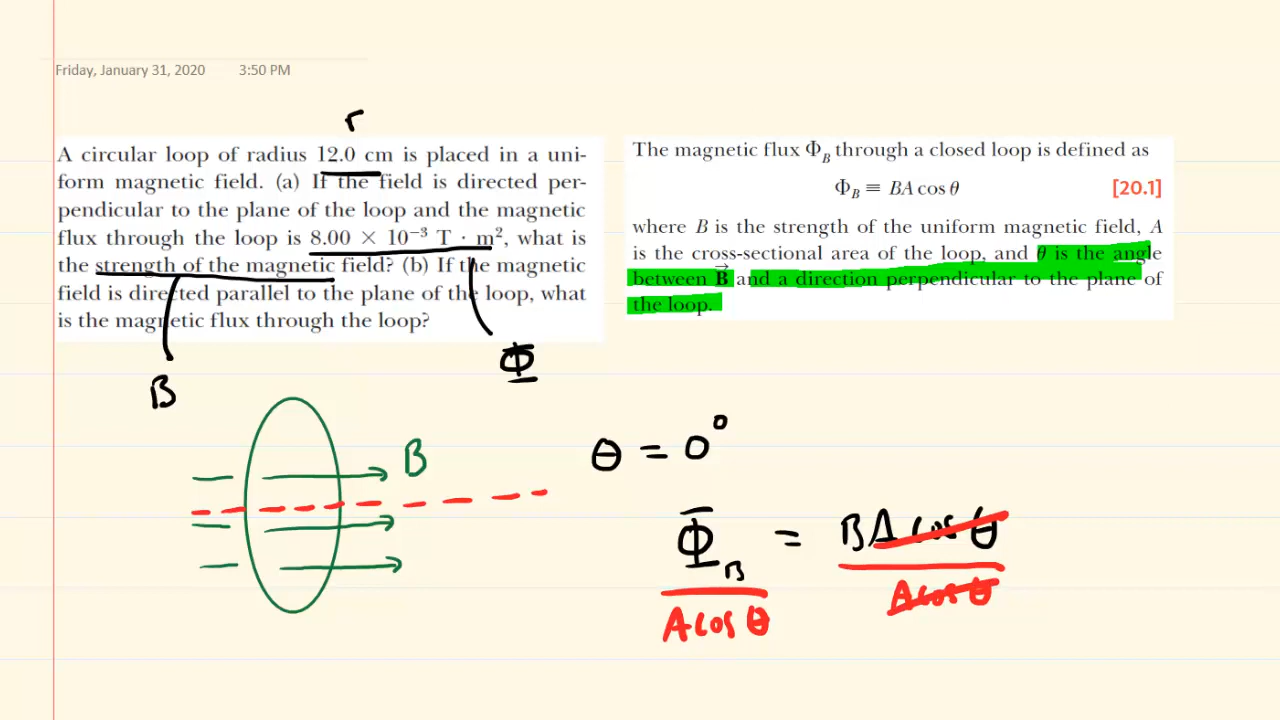 Friday, January 31, 2020 3:50 PM
r
A circular loop of radius 12.0 cm is placed in a uni-
form magnetic field. (a) If the field is directed per-
pendicular to the plane of the loop and the magnetic
flux through the loop is 8.00 × 10⁻³ T · m², what is
the strength of the magnetic field? (b) If the magnetic
field is directed parallel to the plane of the loop, what
is the magnetic flux through the loop?
The magnetic flux Φ_B through a closed loop is defined as
Φ_B ≡ BA cos θ [20.1]
where B is the strength of the uniform magnetic field, A
is the cross-sectional area of the loop, and θ is the angle
between B⃗ and a direction perpendicular to the plane of
the loop.
B
Φ
B
θ = 0°
Φ_B = BA cos θ
A cos θ A cos θ